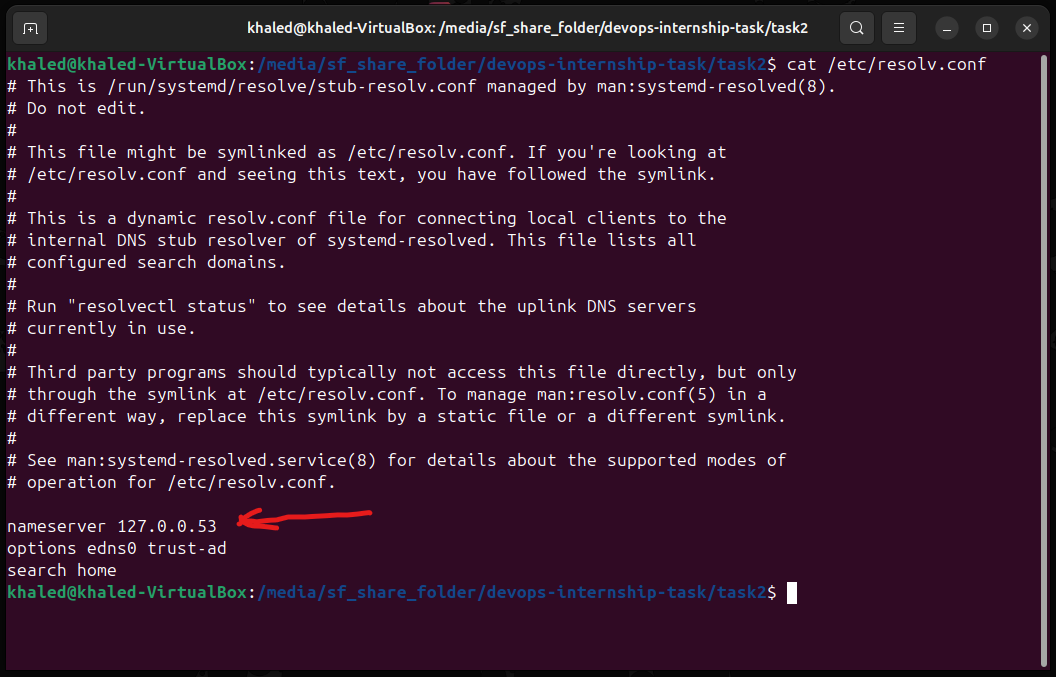 khaled@khaled-VirtualBox: /media/sf_share_folder/devops-internship-task/task2
khaled@khaled-VirtualBox:/media/sf_share_folder/devops-internship-task/task2$ cat /etc/resolv.conf
# This is /run/systemd/resolve/stub-resolv.conf managed by man:systemd-resolved(8).
# Do not edit.
#
# This file might be symlinked as /etc/resolv.conf. If you're looking at
# /etc/resolv.conf and seeing this text, you have followed the symlink.
#
# This is a dynamic resolv.conf file for connecting local clients to the
# internal DNS stub resolver of systemd-resolved. This file lists all
# configured search domains.
#
# Run "resolvectl status" to see details about the uplink DNS servers
# currently in use.
#
# Third party programs should typically not access this file directly, but only
# through the symlink at /etc/resolv.conf. To manage man:resolv.conf(5) in a
# different way, replace this symlink by a static file or a different symlink.
#
# See man:systemd-resolved.service(8) for details about the supported modes of
# operation for /etc/resolv.conf.

nameserver 127.0.0.53
options edns0 trust-ad
search home
khaled@khaled-VirtualBox:/media/sf_share_folder/devops-internship-task/task2$